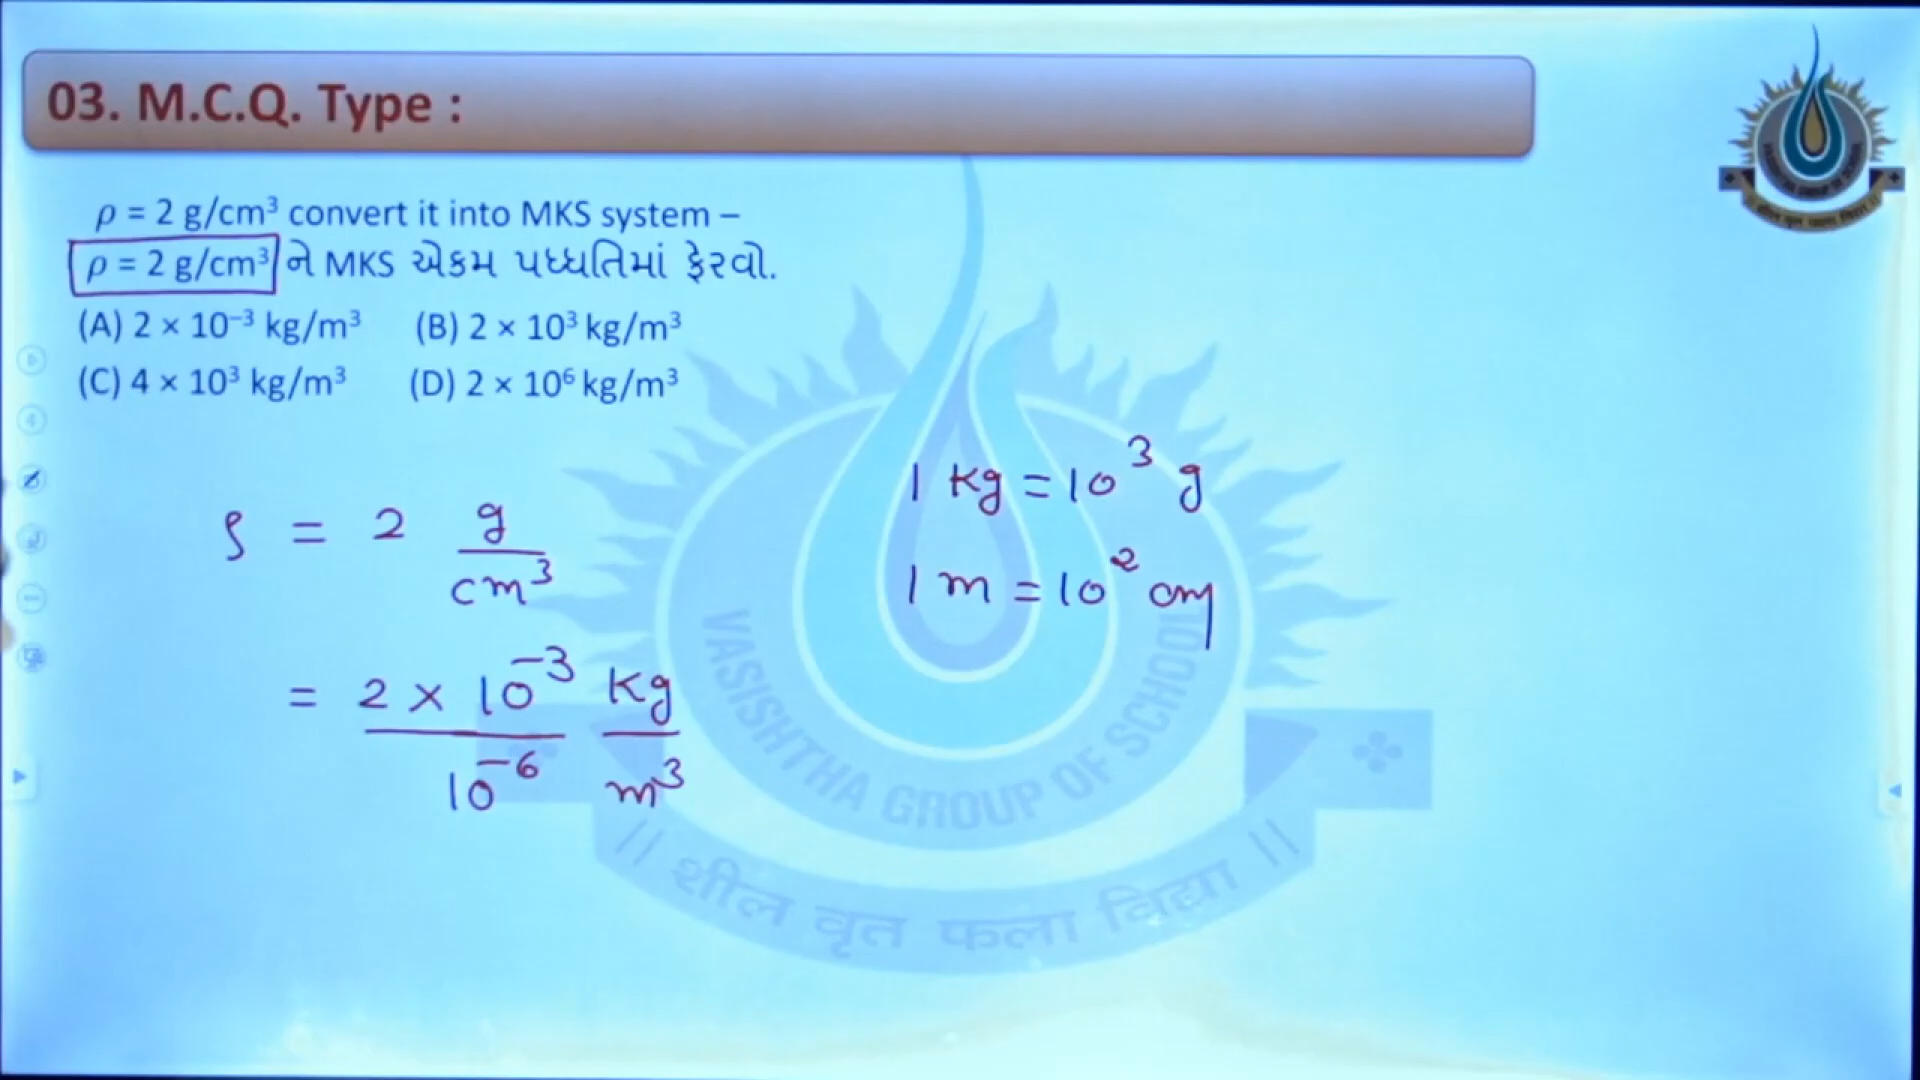 03. M.C.Q. Type :
ρ = 2 g/cm³ convert it into MKS system –
ρ = 2 g/cm³ ને MKS એકમ પધ્ધતિમાં ફેરવો.
(A) 2 × 10⁻³ kg/m³ (B) 2 × 10³ kg/m³
(C) 4 × 10³ kg/m³ (D) 2 × 10⁶ kg/m³
1 kg = 10³ g
ρ = 2 g/cm³
1 m = 10² cm
= 2 × 10⁻³/10⁻⁶ kg/m³
VASISHTHA GROUP OF SCHOOL
|| शील वृत फला विद्या ||